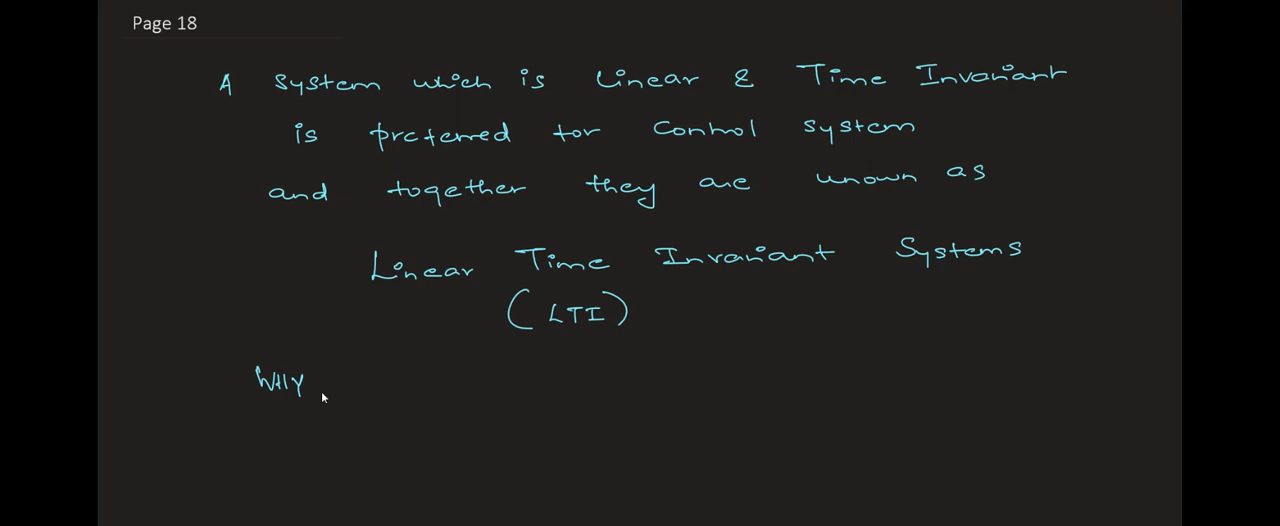 Page 18
A system which is Linear & Time Invariant
is preferred for control system
and together they are known as
Linear Time Invariant Systems
(LTI)
WHY